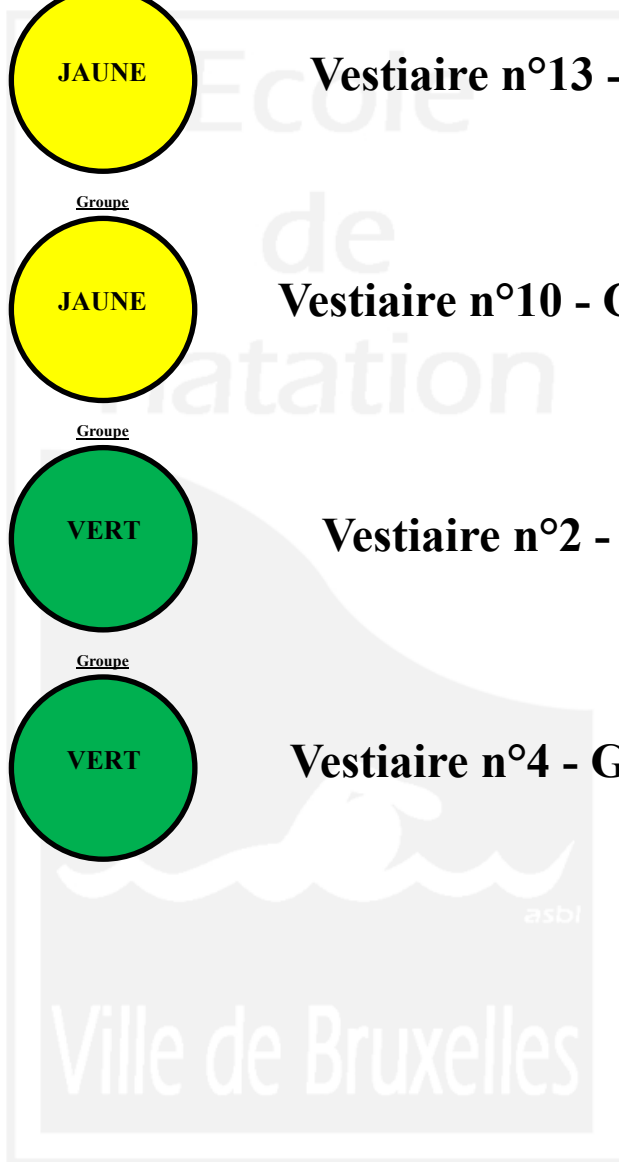 JAUNE
Vestiaire n°13 -
Groupe
JAUNE
Vestiaire n°10 - G
Groupe
VERT
Vestiaire n°2 -
Groupe
VERT
Vestiaire n°4 - G
Ecole
de
natation
asbl
Ville de Bruxelles